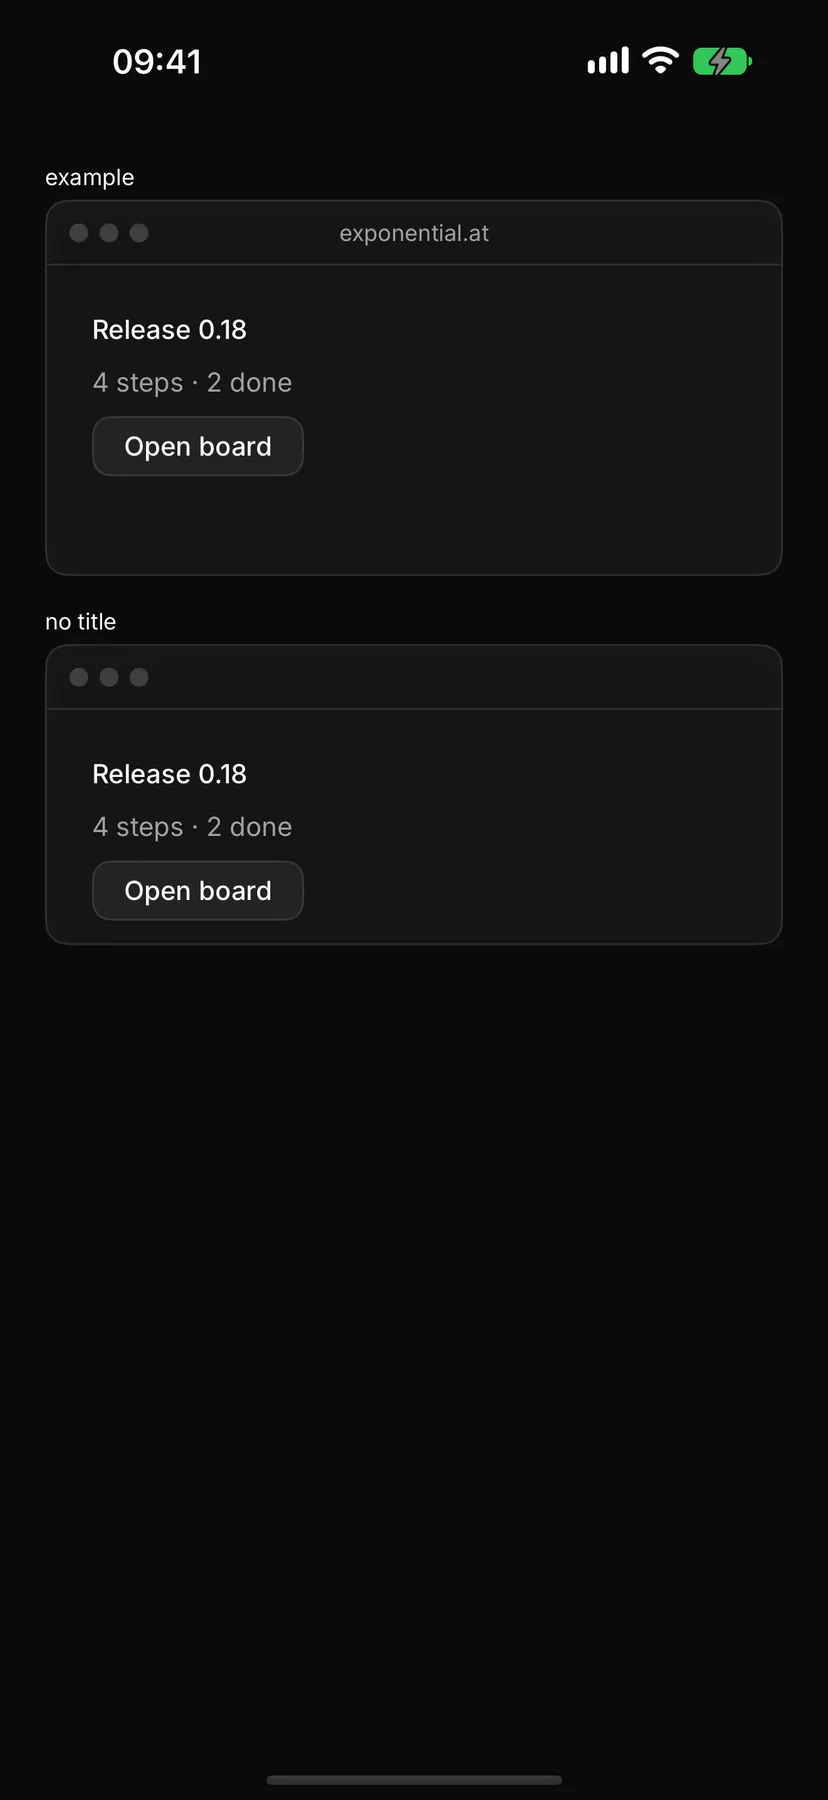 09:41
example
exponential.at
Release 0.18
4 steps · 2 done
Open board
no title
Release 0.18
4 steps · 2 done
Open board